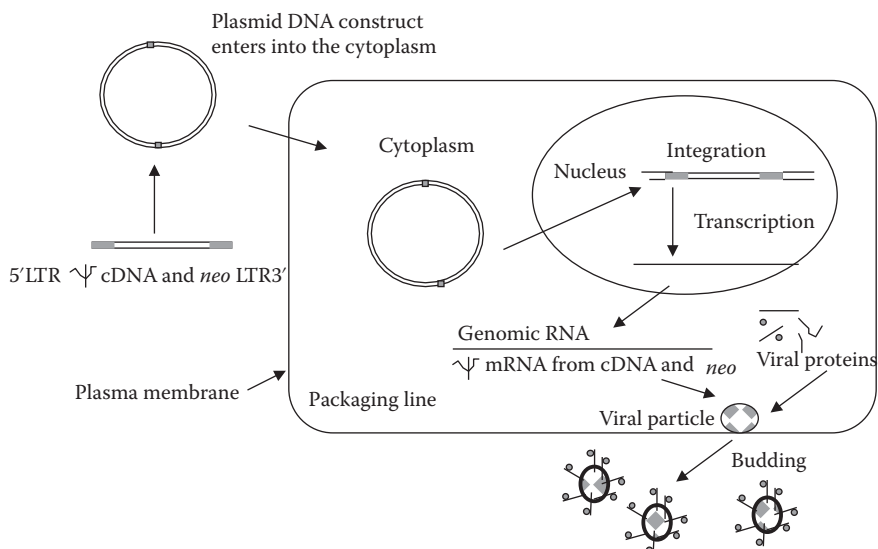 Plasmid DNA construct
enters into the cytoplasm
Cytoplasm
Nucleus
Integration
Transcription
5′LTR ψ cDNA and neo LTR3′
Genomic RNA
ψ mRNA from cDNA and neo
Viral proteins
Plasma membrane
Packaging line
Viral particle
Budding